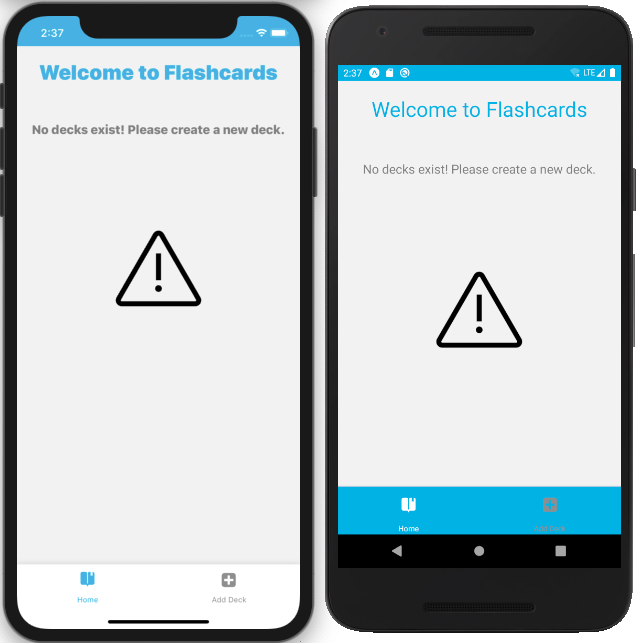 2:37
Welcome to Flashcards
No decks exist! Please create a new deck.
Home
Add Deck
2:37
LTE
Welcome to Flashcards
No decks exist! Please create a new deck.
Home
Add Deck